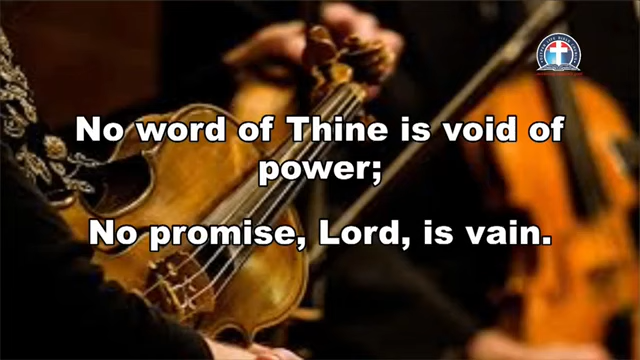 No word of Thine is void of
power;
No promise, Lord, is vain.